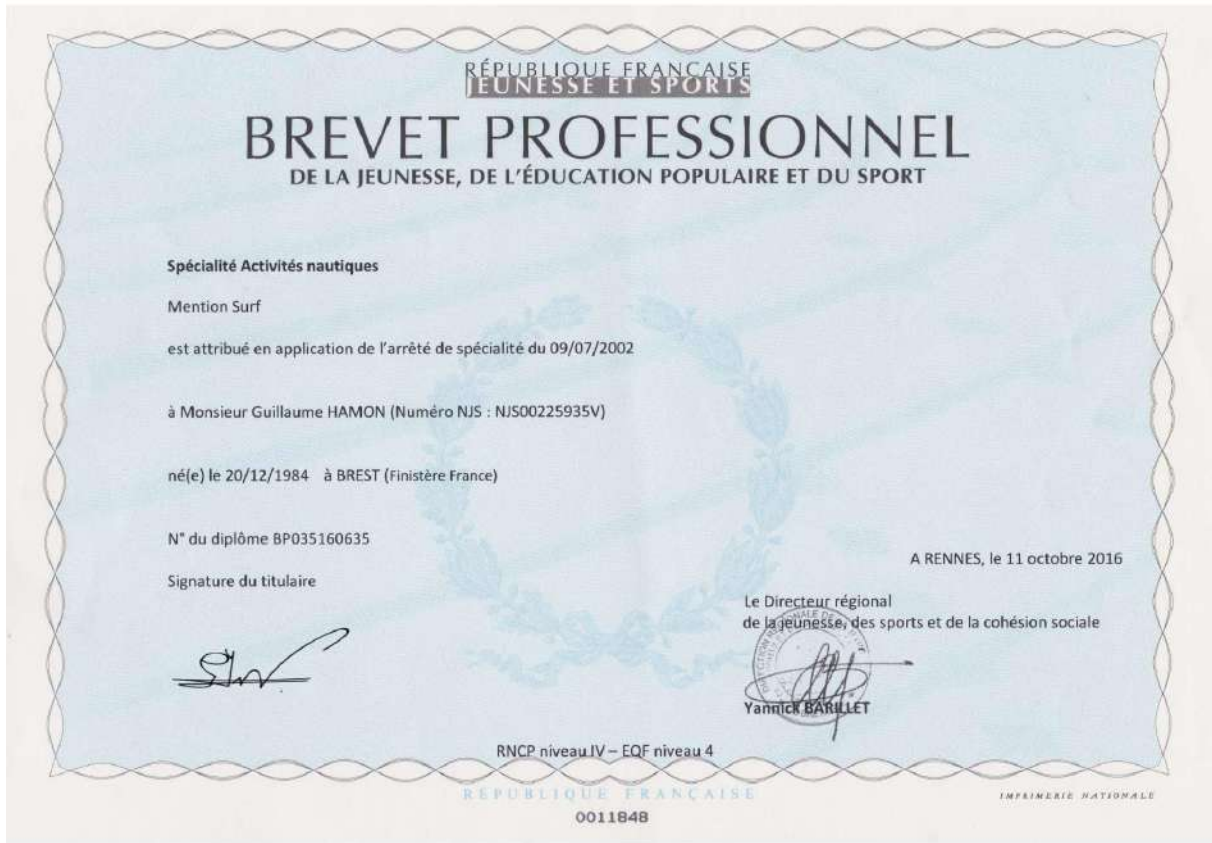 RÉPUBLIQUE FRANÇAISE
JEUNESSE ET SPORTS
BREVET PROFESSIONNEL
DE LA JEUNESSE, DE L'ÉDUCATION POPULAIRE ET DU SPORT
Spécialité Activités nautiques
Mention Surf
est attribué en application de l'arrêté de spécialité du 09/07/2002
à Monsieur Guillaume HAMON (Numéro NJS : NJS00225935V)
né(e) le 20/12/1984 à BREST (Finistère France)
N° du diplôme BP035160635
A RENNES, le 11 octobre 2016
Signature du titulaire
Le Directeur régional
de la jeunesse, des sports et de la cohésion sociale
Yannick BARILLET
RNCP niveau IV – EQF niveau 4
RÉPUBLIQUE FRANÇAISE
IMPRIMERIE NATIONALE
0011848